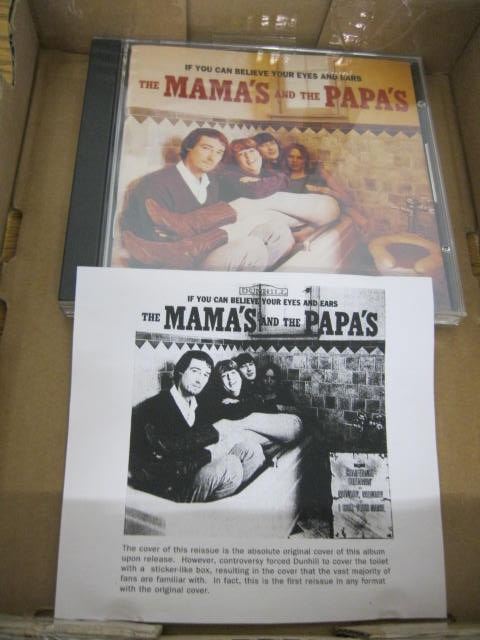 IF YOU CAN BELIEVE YOUR EYES AND EARS
THE MAMA'S AND THE PAPA'S
DUNHILL
IF YOU CAN BELIEVE YOUR EYES AND EARS
THE MAMA'S AND THE PAPA'S
The cover of this reissue is the absolute original cover of this album
upon release. However, controversy forced Dunhill to cover the toilet
with a sticker-like box, resulting in the cover that the vast majority of
fans are familiar with. In fact, this is the first reissue in any format
with the original cover.